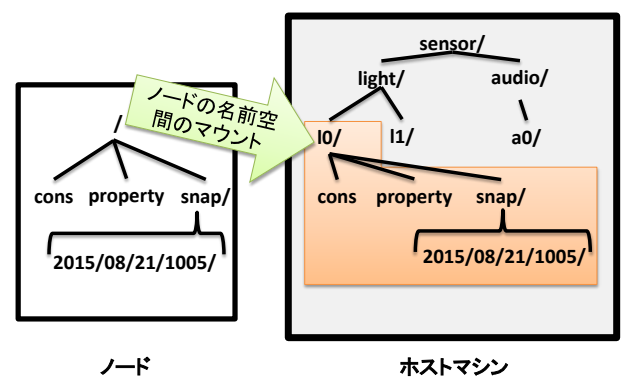 ノードの名前空
間のマウント
/
cons property snap/
2015/08/21/1005/
ノード
sensor/
light/ audio/
l0/ l1/ a0/
cons property snap/
2015/08/21/1005/
ホストマシン